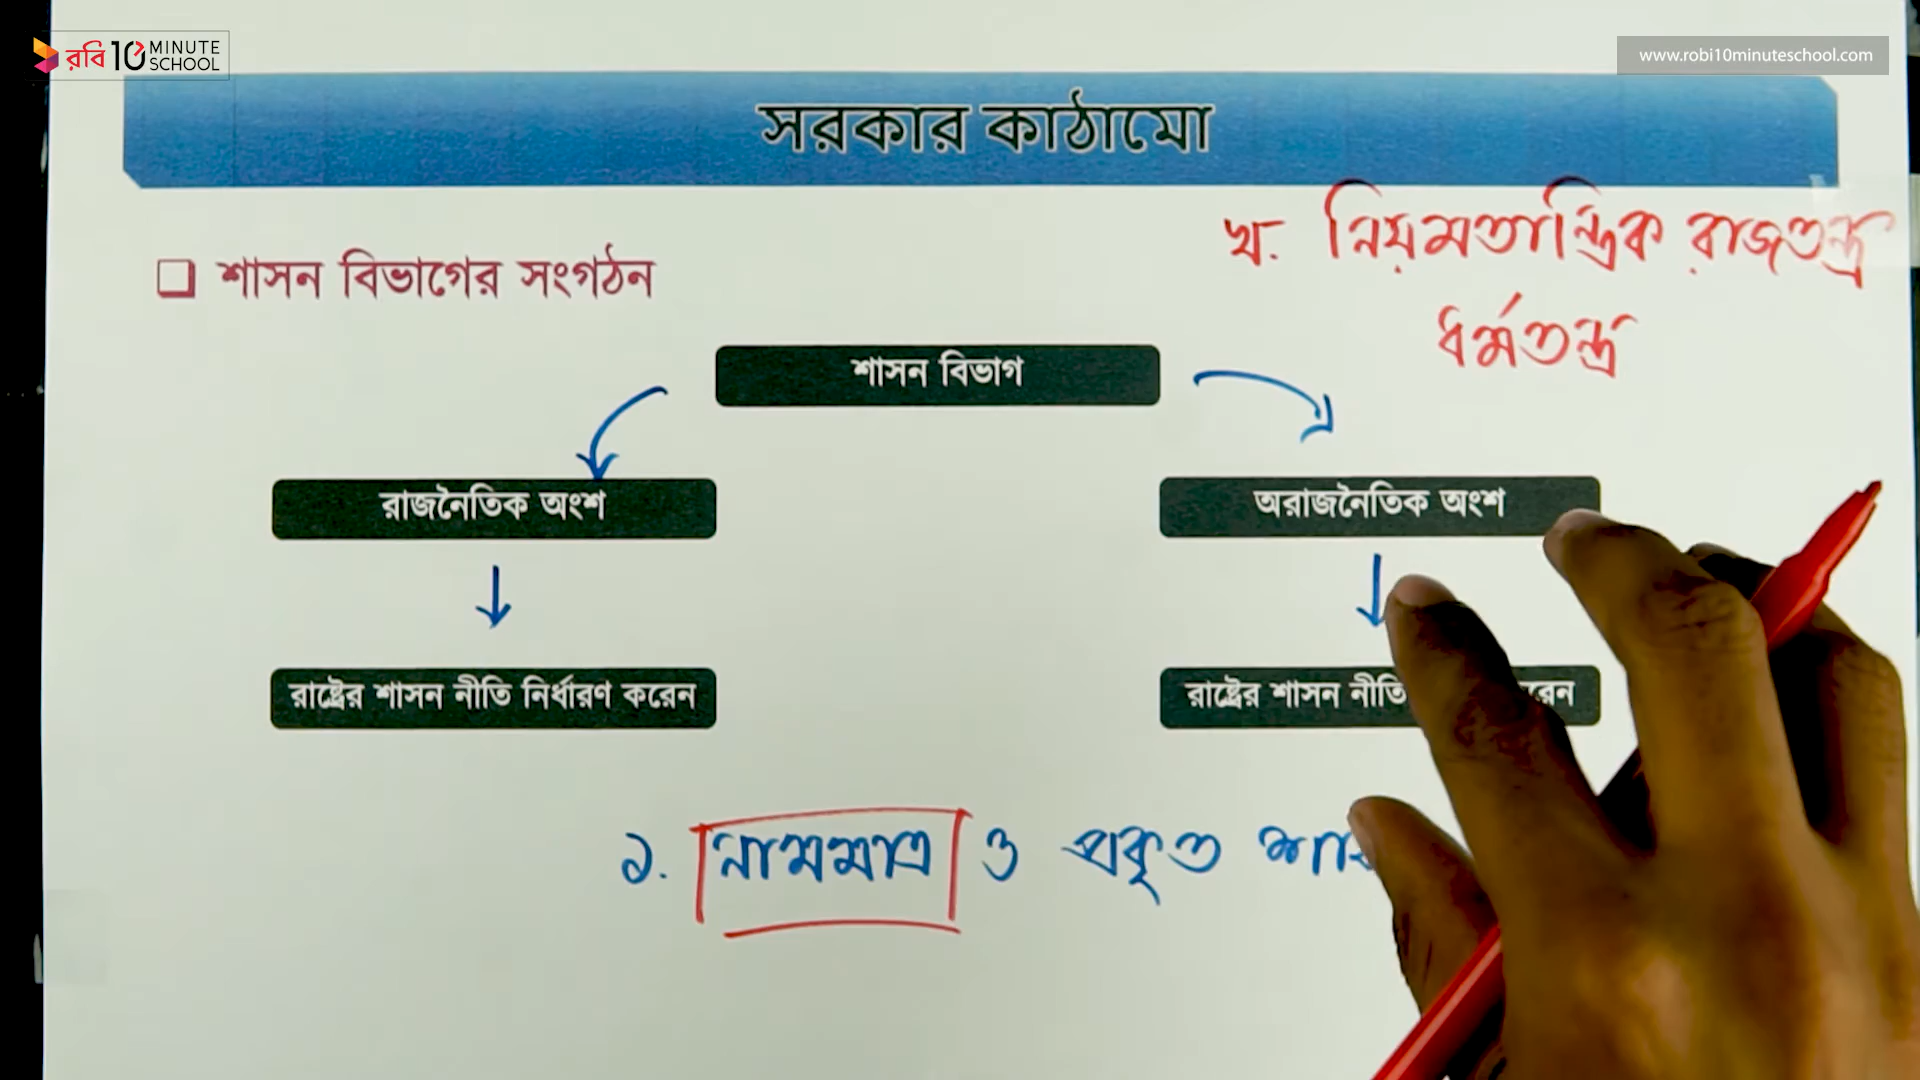 রবি 10 MINUTE SCHOOL
www.robi10minuteschool.com
সরকার কাঠামো
খ. নিয়মতান্ত্রিক রাজতন্ত্র
ধর্মতন্ত্র
❑ শাসন বিভাগের সংগঠন
শাসন বিভাগ
রাজনৈতিক অংশ
অরাজনৈতিক অংশ
রাষ্ট্রের শাসন নীতি নির্ধারণ করেন
রাষ্ট্রের শাসন নীতি
১. নামমাত্র ও প্রকৃত